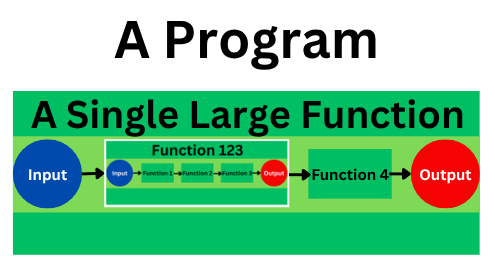 A Program
A Single Large Function
Function 123
Input
Input
Function 1
Function 2
Function 3
Output
Function 4
Output